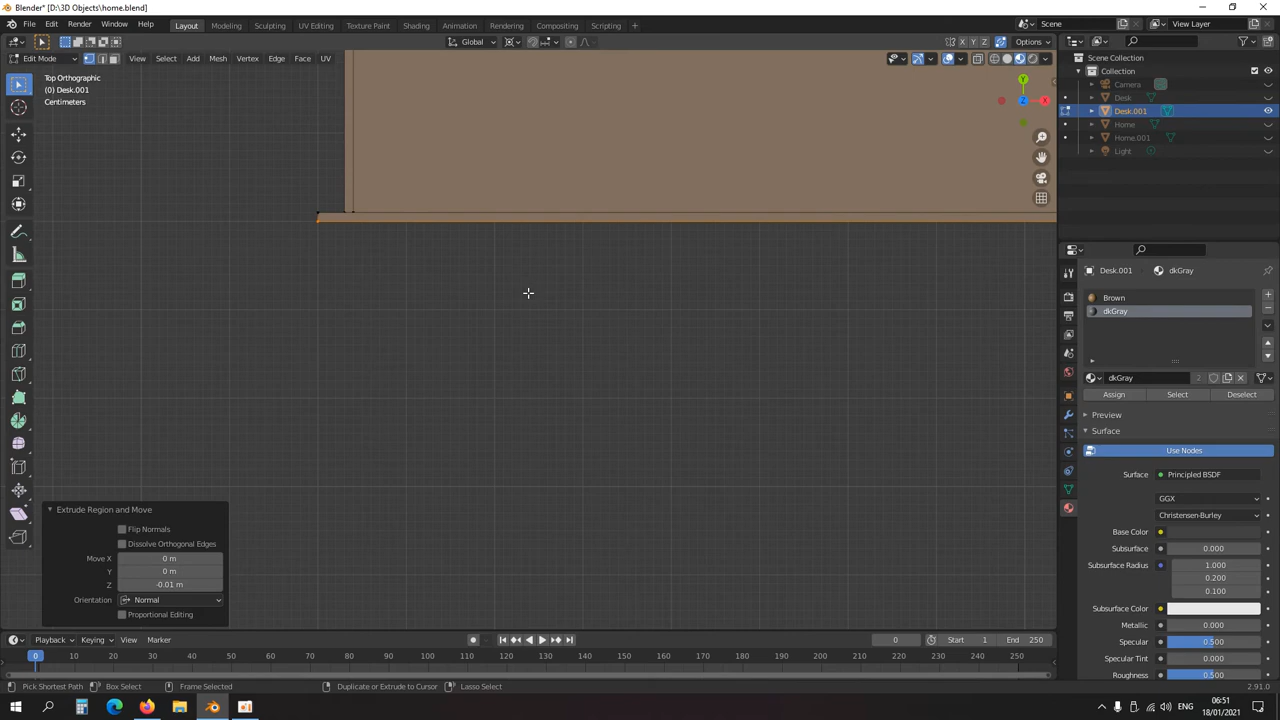 Blender* [D:\3D Objects\home.blend]
File Edit Render Window Help Layout Modeling Sculpting UV Editing Texture Paint Shading Animation Rendering Compositing Scripting + Scene View Layer
Global X Y Z Options
Edit Mode View Select Add Mesh Vertex Edge Face UV
Top Orthographic
(0) Desk.001
Centimeters
Y
Z X
Scene Collection
Collection
Camera
Desk
Desk.001
Home
Home.001
Light
Desk.001 dkGray
Brown
dkGray
dkGray 2
Assign Select Deselect
Preview
Surface
Use Nodes
Surface Principled BSDF
GGX
Christensen-Burley
Base Color
Subsurface 0.000
Subsurface Radius 1.000
0.200
0.100
Subsurface Color
Metallic 0.000
Specular 0.500
Specular Tint 0.000
Roughness 0.500
Extrude Region and Move
Flip Normals
Dissolve Orthogonal Edges
Move X 0 m
Y 0 m
Z -0.01 m
Orientation Normal
Proportional Editing
Playback Keying View Marker 0 Start 1 End 250
0 10 20 30 40 50 60 70 80 90 100 110 120 130 140 150 160 170 180 190 200 210 220 230 240 250
Pick Shortest Path Box Select Frame Selected Duplicate or Extrude to Cursor Lasso Select 2.91.0
ENG 06:51
18/01/2021